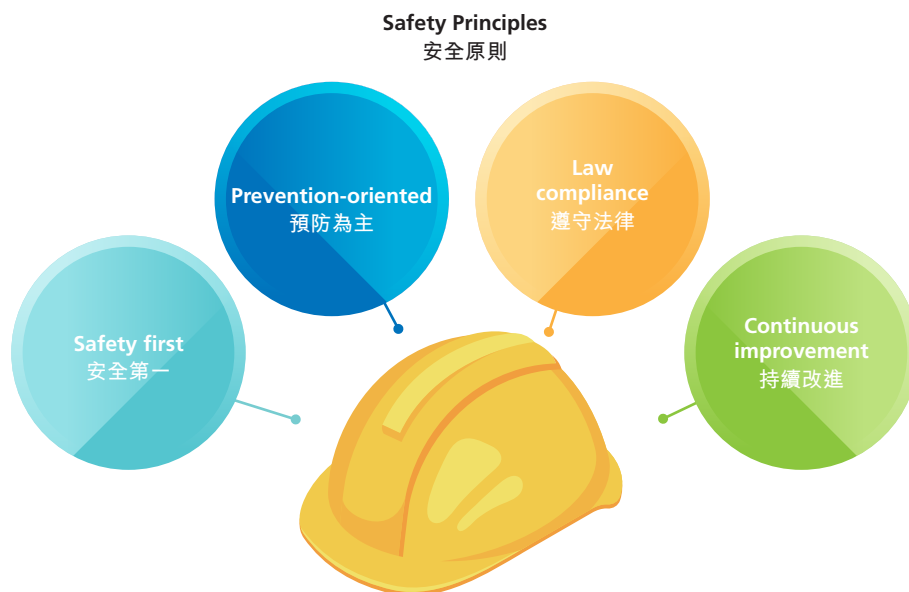 Safety Principles
安全原則
Safety first
安全第一
Prevention-oriented
預防為主
Law
compliance
遵守法律
Continuous
improvement
持續改進